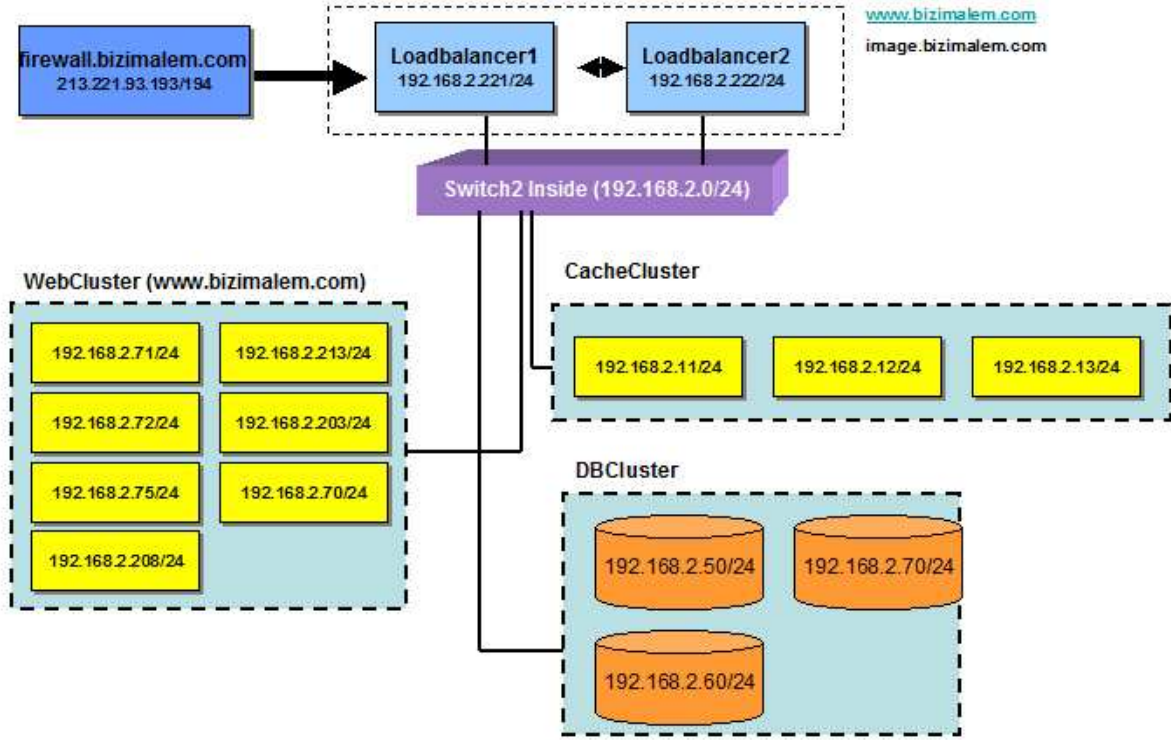 www.bizimalem.com
image.bizimalem.com
firewall.bizimalem.com
213.221.93.193/194
Loadbalancer1
192.168.2.221/24
Loadbalancer2
192.168.2.222/24
Switch2 Inside (192.168.2.0/24)
WebCluster (www.bizimalem.com)
192.168.2.71/24
192.168.2.213/24
192.168.2.72/24
192.168.2.203/24
192.168.2.75/24
192.168.2.70/24
192.168.2.208/24
CacheCluster
192.168.2.11/24
192.168.2.12/24
192.168.2.13/24
DBCluster
192.168.2.50/24
192.168.2.70/24
192.168.2.60/24